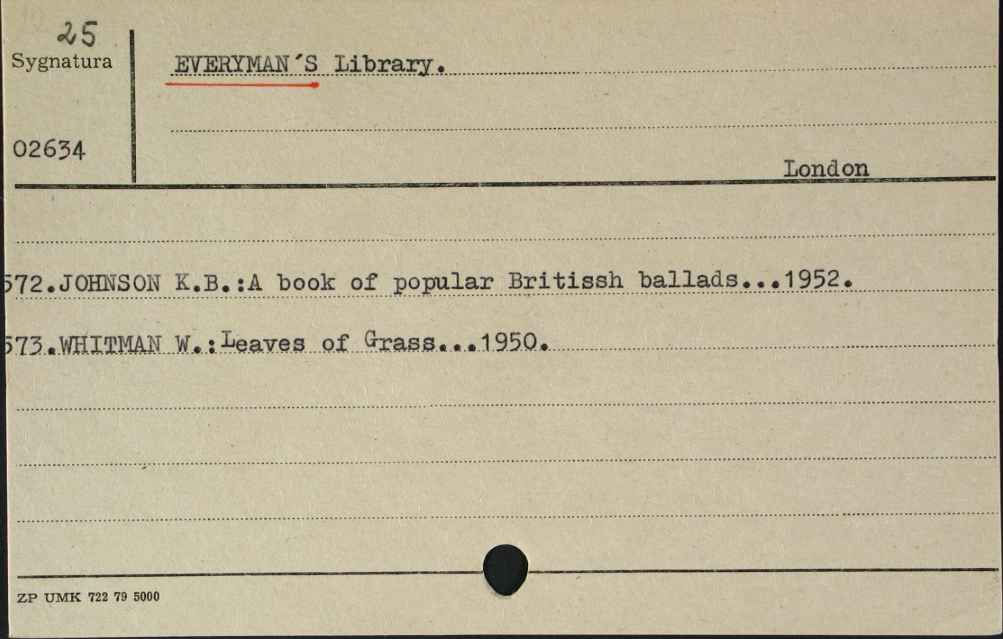 25
Sygnatura
EVERYMAN´S Library.
02634
London
572.JOHNSON K.B.:A book of popular Britissh ballads...1952.
573.WHITMAN W.:Leaves of Grass...1950.
ZP UMK 722 79 5000